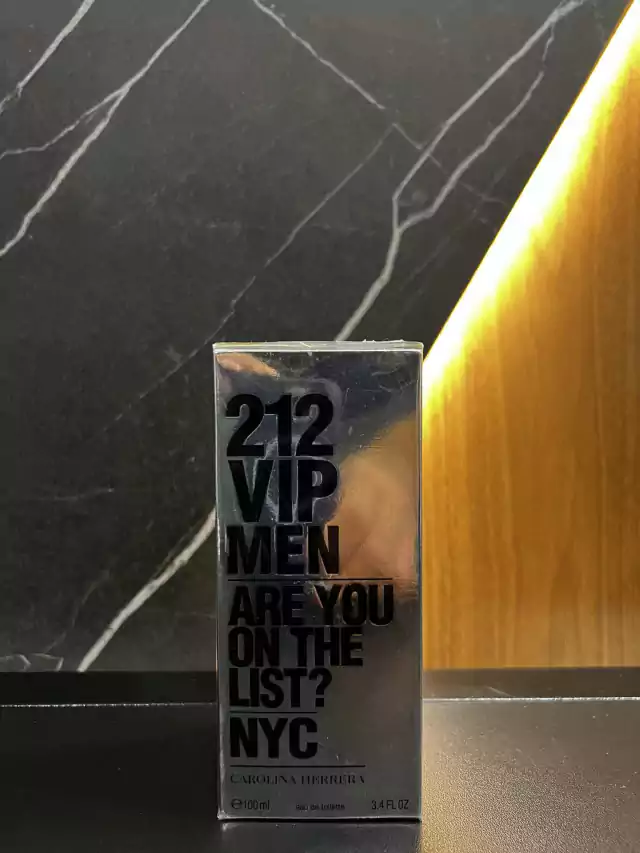 212
VIP
MEN
ARE YOU
ON THE
LIST?
NYC
CAROLINA HERRERA
℮100ml eau de toilette 3.4 FL OZ